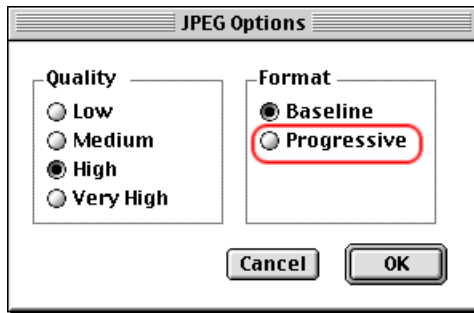 JPEG Options
Quality
Low
Medium
High
Very High
Format
Baseline
Progressive
Cancel
OK